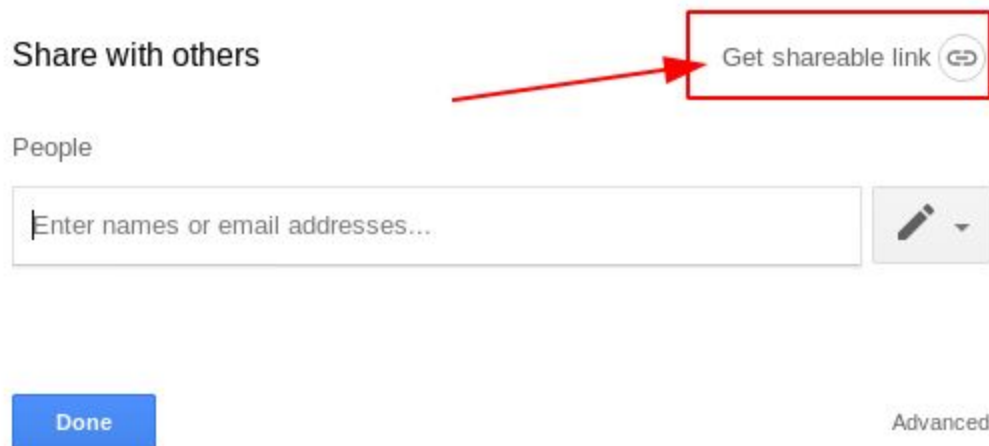 Share with others
Get shareable link
People
Enter names or email addresses...
Done
Advanced